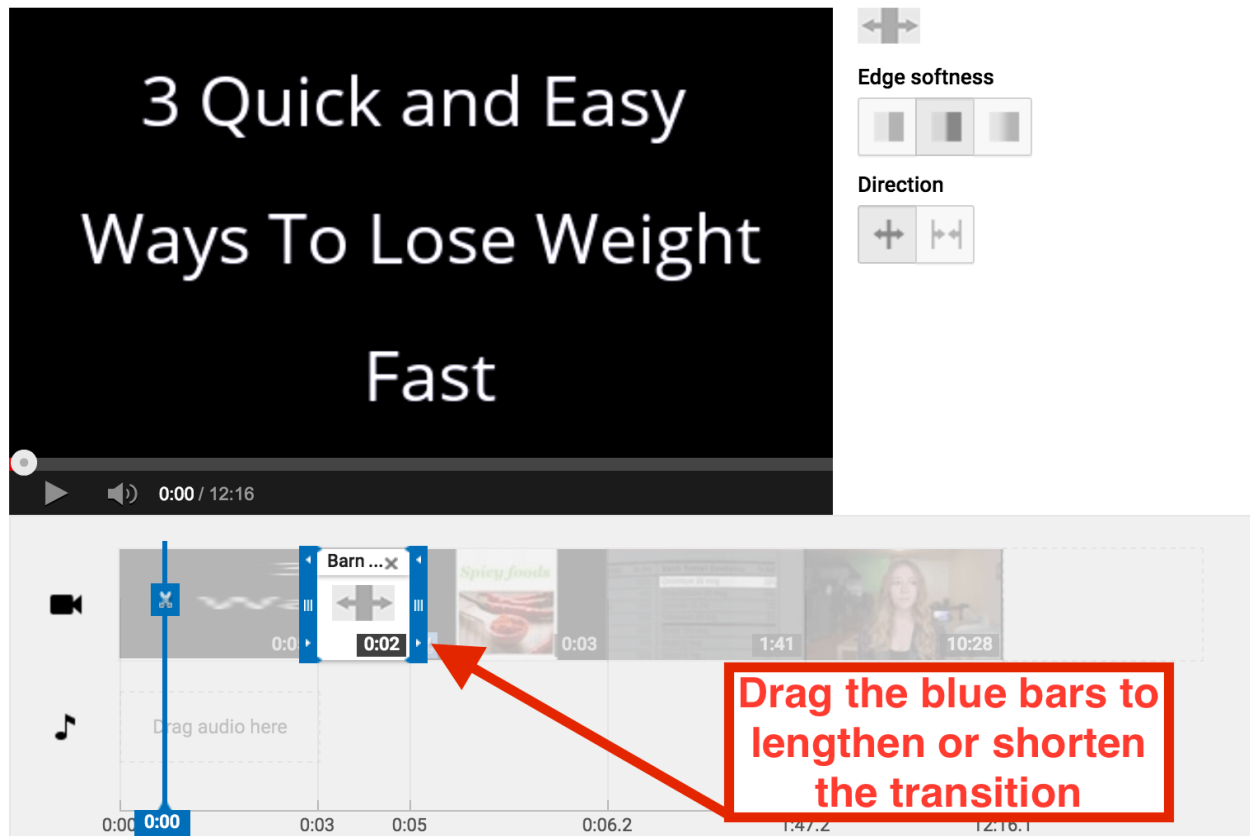 3 Quick and Easy
Ways To Lose Weight
Fast
Edge softness
Direction
0:00 / 12:16
Barn ...
Spicy foods
0:02
0:03
1:41
10:28
Drag audio here
Drag the blue bars to
lengthen or shorten
the transition
0:00
0:03
0:05
0:06.2
1:47.2
12:16.1